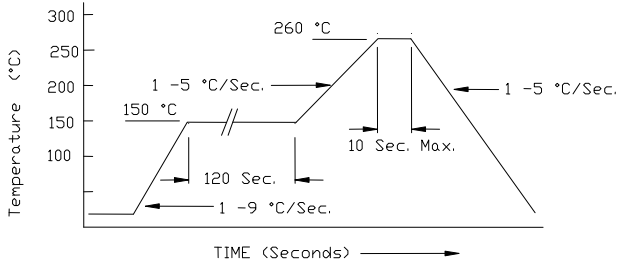 300
260 °C
250
200
1 -5 °C/Sec.
1 -5 °C/Sec.
150 °C
150
10 Sec. Max.
100
120 Sec.
1 -9 °C/Sec.
Temperature (°C)
TIME (Seconds)